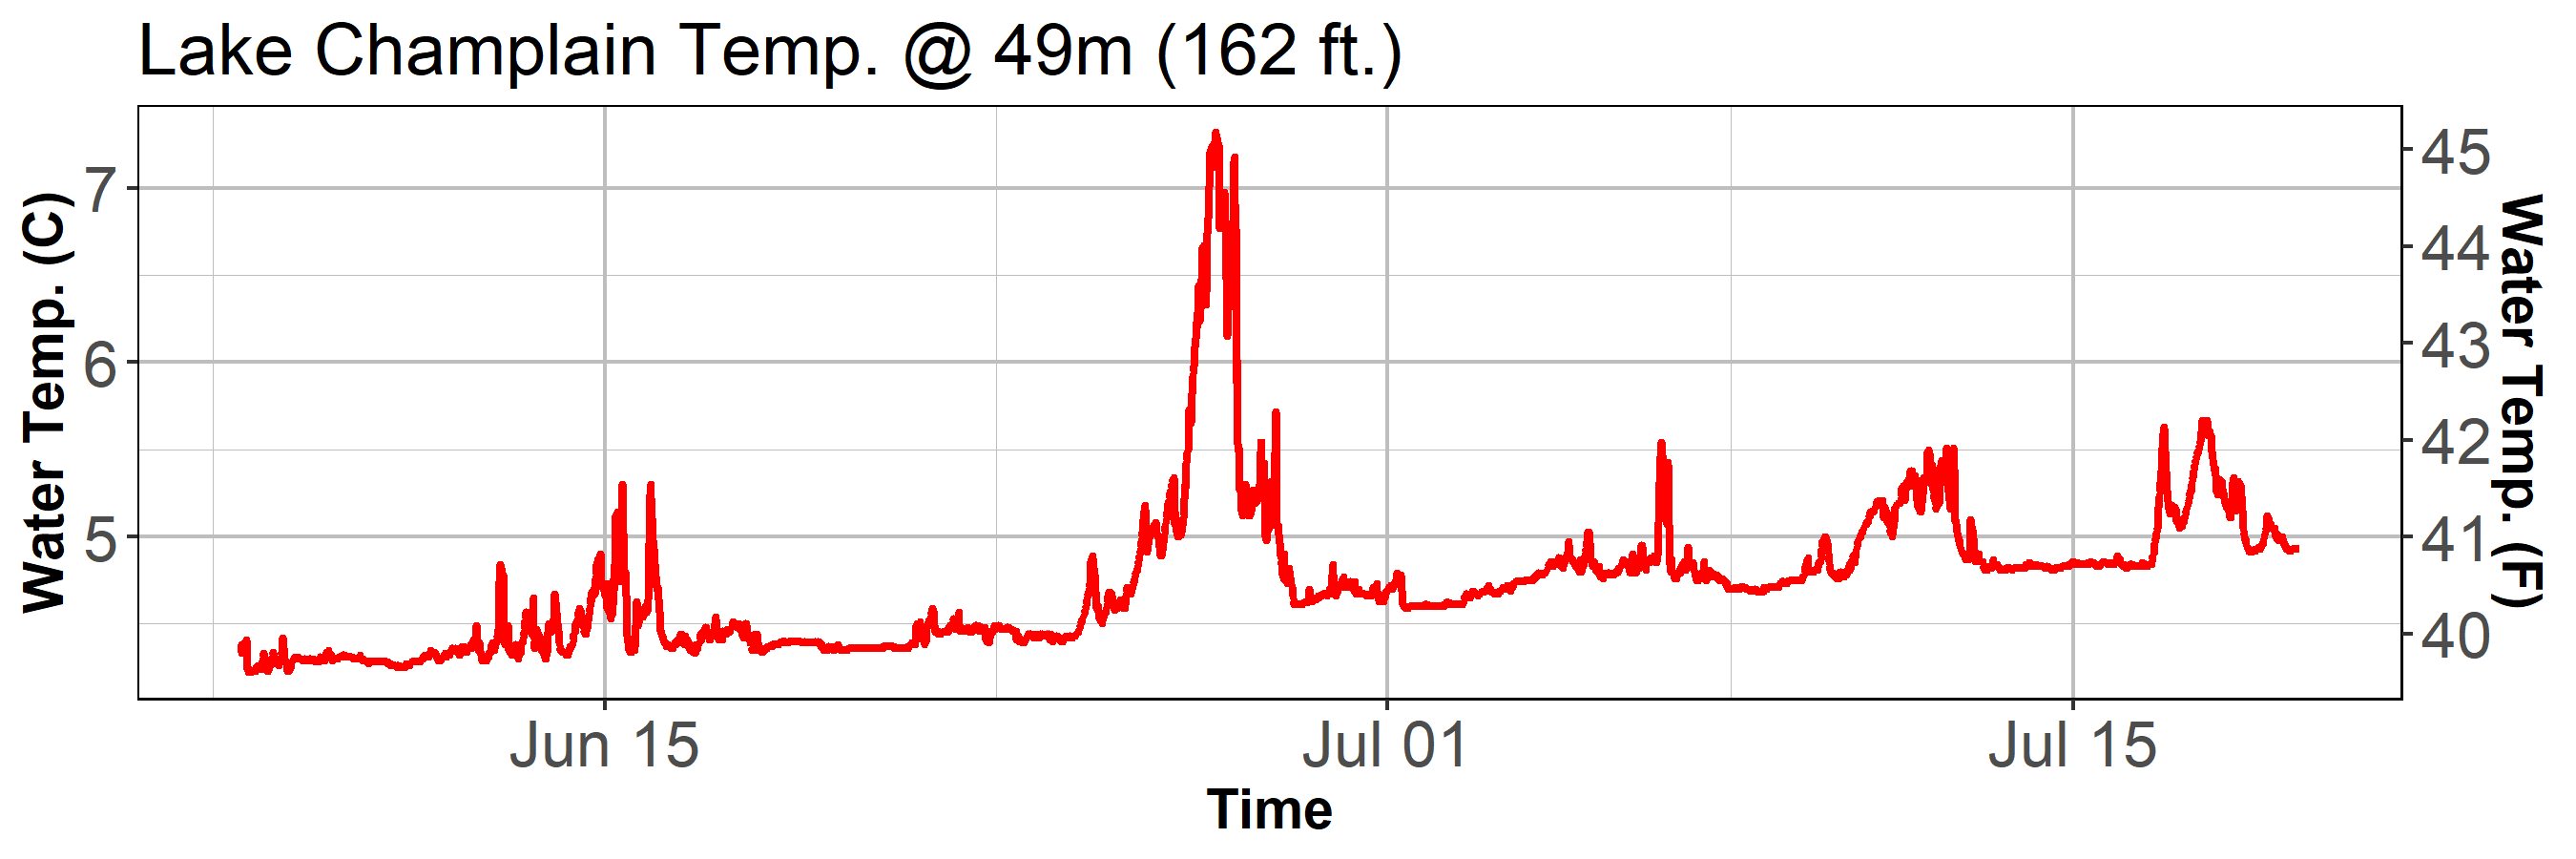 Lake Champlain Temp. @ 49m (162 ft.)
Water Temp. (C)
7
6
5
45
44
43
42
41
40
Water Temp. (F)
Jun 15
Jul 01
Jul 15
Time